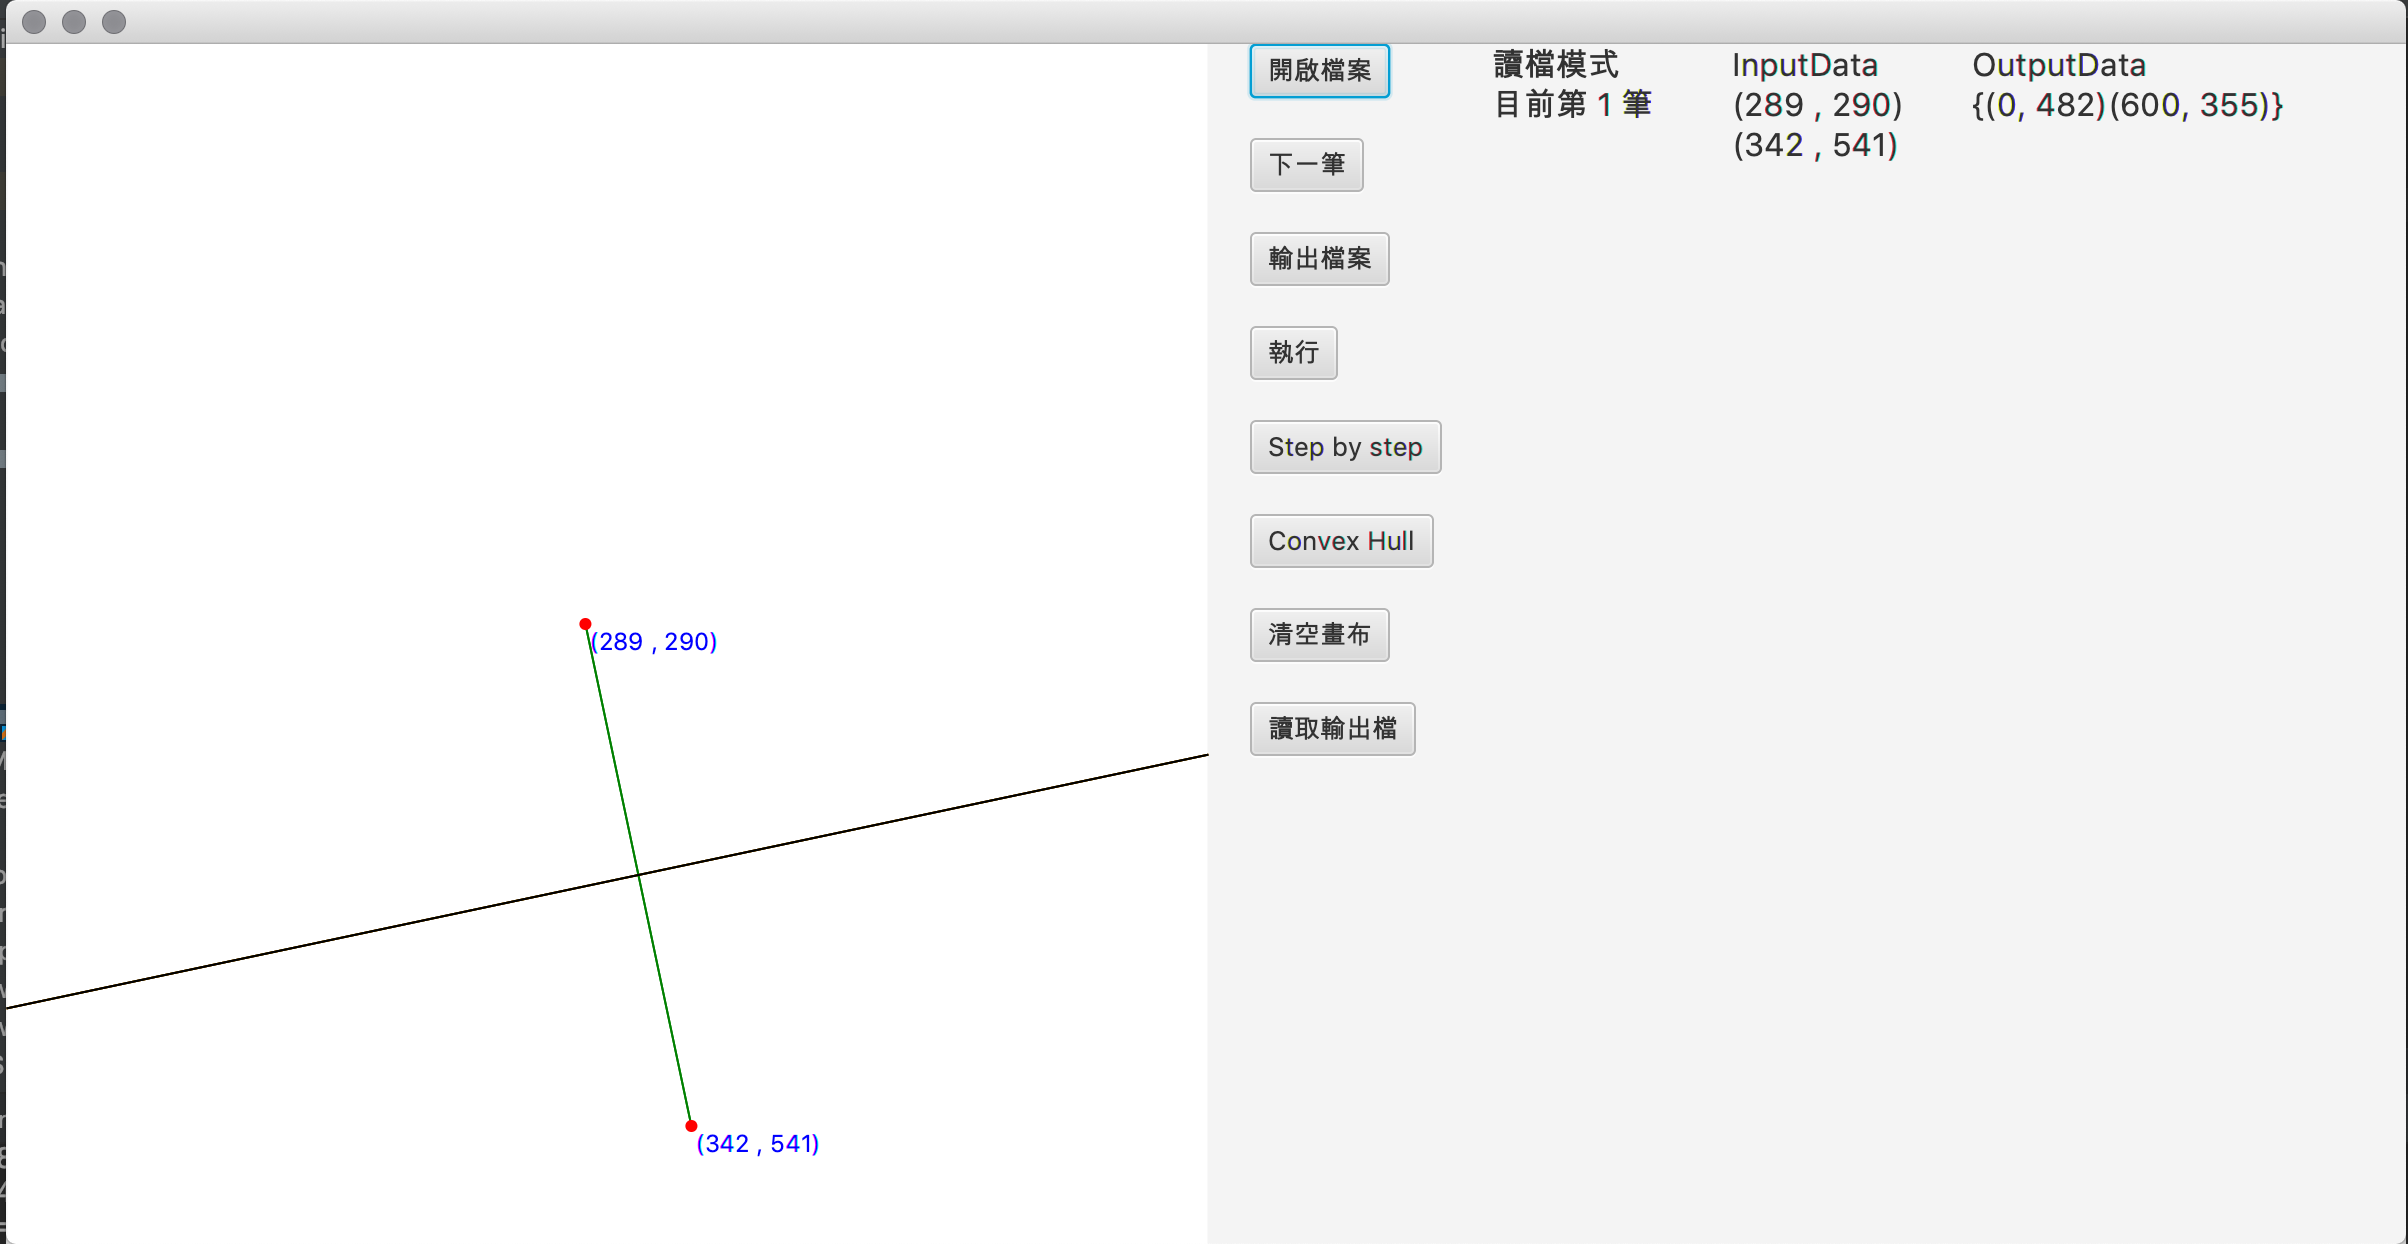 開啟檔案
下一筆
輸出檔案
執行
Step by step
Convex Hull
清空畫布
讀取輸出檔
讀檔模式
目前第 1 筆
InputData
(289 , 290)
(342 , 541)
OutputData
{(0, 482)(600, 355)}
(289 , 290)
(342 , 541)